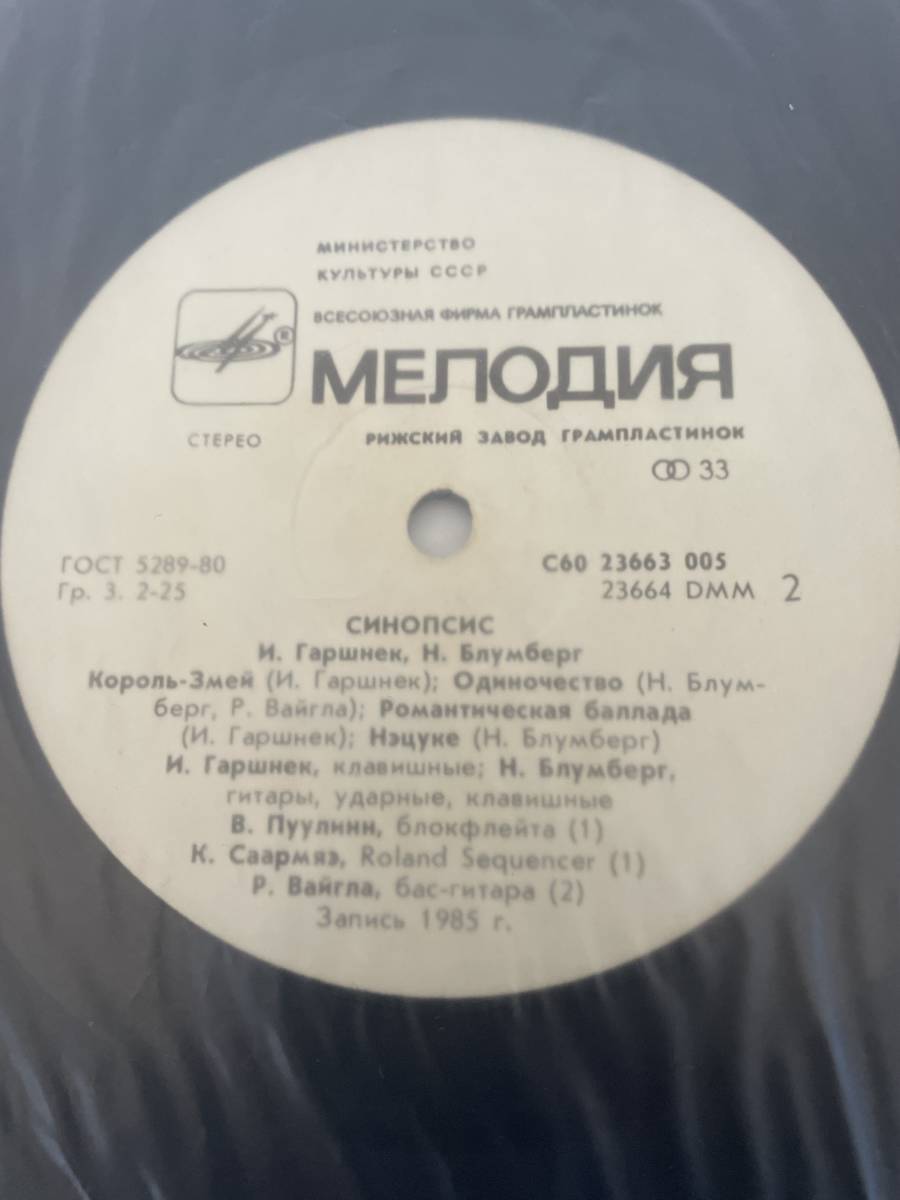 МИНИСТЕРСТВО
КУЛЬТУРЫ СССР
ВСЕСОЮЗНАЯ ФИРМА ГРАМПЛАСТИНОК
®
МЕЛОДИЯ
СТЕРЕО
РИЖСКИЙ ЗАВОД ГРАМПЛАСТИНОК
33
ГОСТ 5289-80
Гр. 3. 2-25
С60 23663 005
23664 DMM 2
СИНОПСИС
И. Гаршнек, Н. Блумберг
Король-Змей (И. Гаршнек); Одиночество (Н. Блум-
берг, Р. Вайгла); Романтическая баллада
(И. Гаршнек); Нэцуке (Н. Блумберг)
И. Гаршнек, клавишные; Н. Блумберг,
гитары, ударные, клавишные
В. Пуулинн, блокфлейта (1)
К. Саармяэ, Roland Sequencer (1)
Р. Вайгла, бас-гитара (2)
Запись 1985 г.